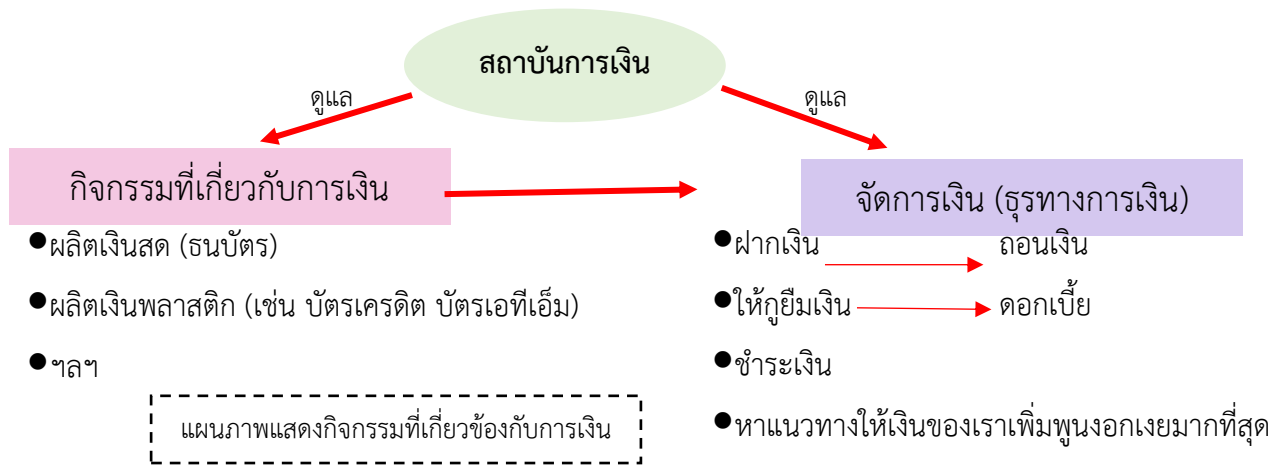 สถาบันการเงิน
ดูแล
ดูแล
กิจกรรมที่เกี่ยวกับการเงิน
จัดการเงิน (ธุรทางการเงิน)
●ผลิตเงินสด (ธนบัตร)
●ผลิตเงินพลาสติก (เช่น บัตรเครดิต บัตรเอทีเอ็ม)
●ฯลฯ
●ฝากเงิน ถอนเงิน
●ให้กูยืมเงิน ดอกเบี้ย
●ชำระเงิน
●หาแนวทางให้เงินของเราเพิ่มพูนงอกเงยมากที่สุด
แผนภาพแสดงกิจกรรมที่เกี่ยวข้องกับการเงิน